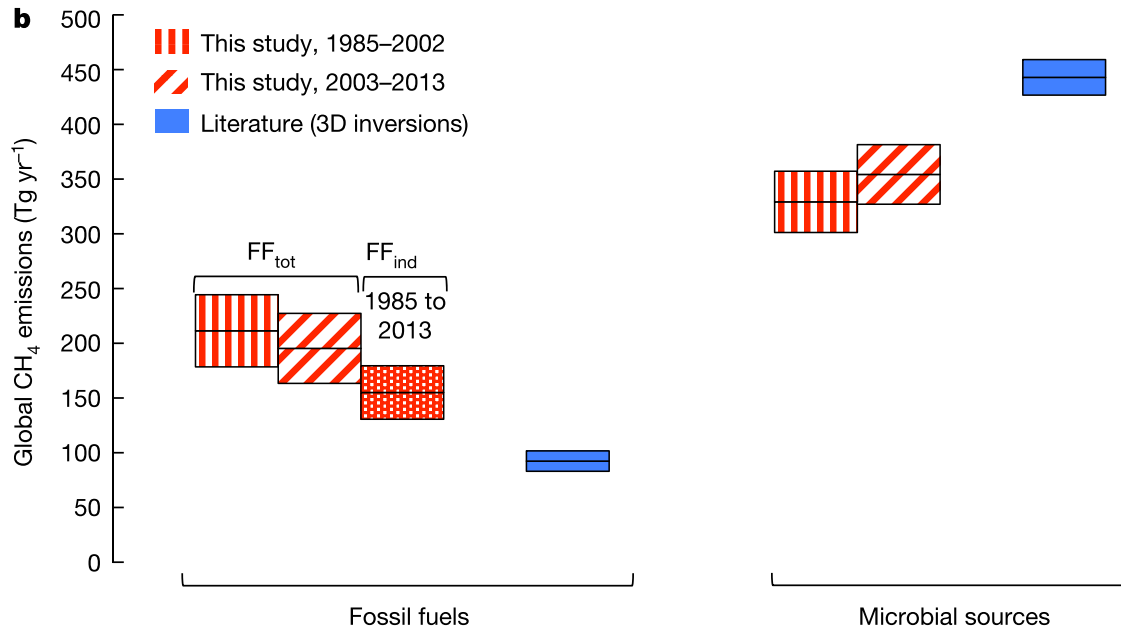 b
Global CH4 emissions (Tg yr−1)
500
450
400
350
300
250
200
150
100
50
0
This study, 1985–2002
This study, 2003–2013
Literature (3D inversions)
FFtot
FFind
1985 to
2013
Fossil fuels
Microbial sources